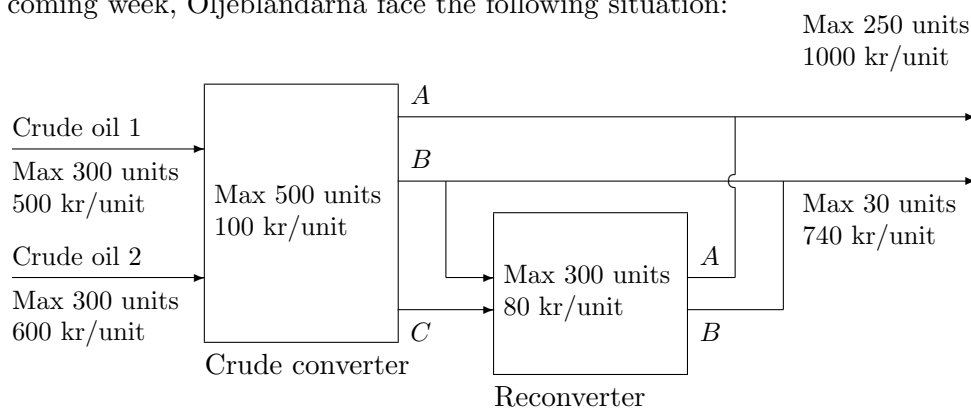 coming week, Oljeblandarna face the following situation:
Max 250 units
1000 kr/unit
A
Crude oil 1
Max 300 units
500 kr/unit
B
Max 500 units
100 kr/unit
Max 30 units
740 kr/unit
Crude oil 2
Max 300 units
600 kr/unit
A
Max 300 units
80 kr/unit
C
B
Crude converter
Reconverter